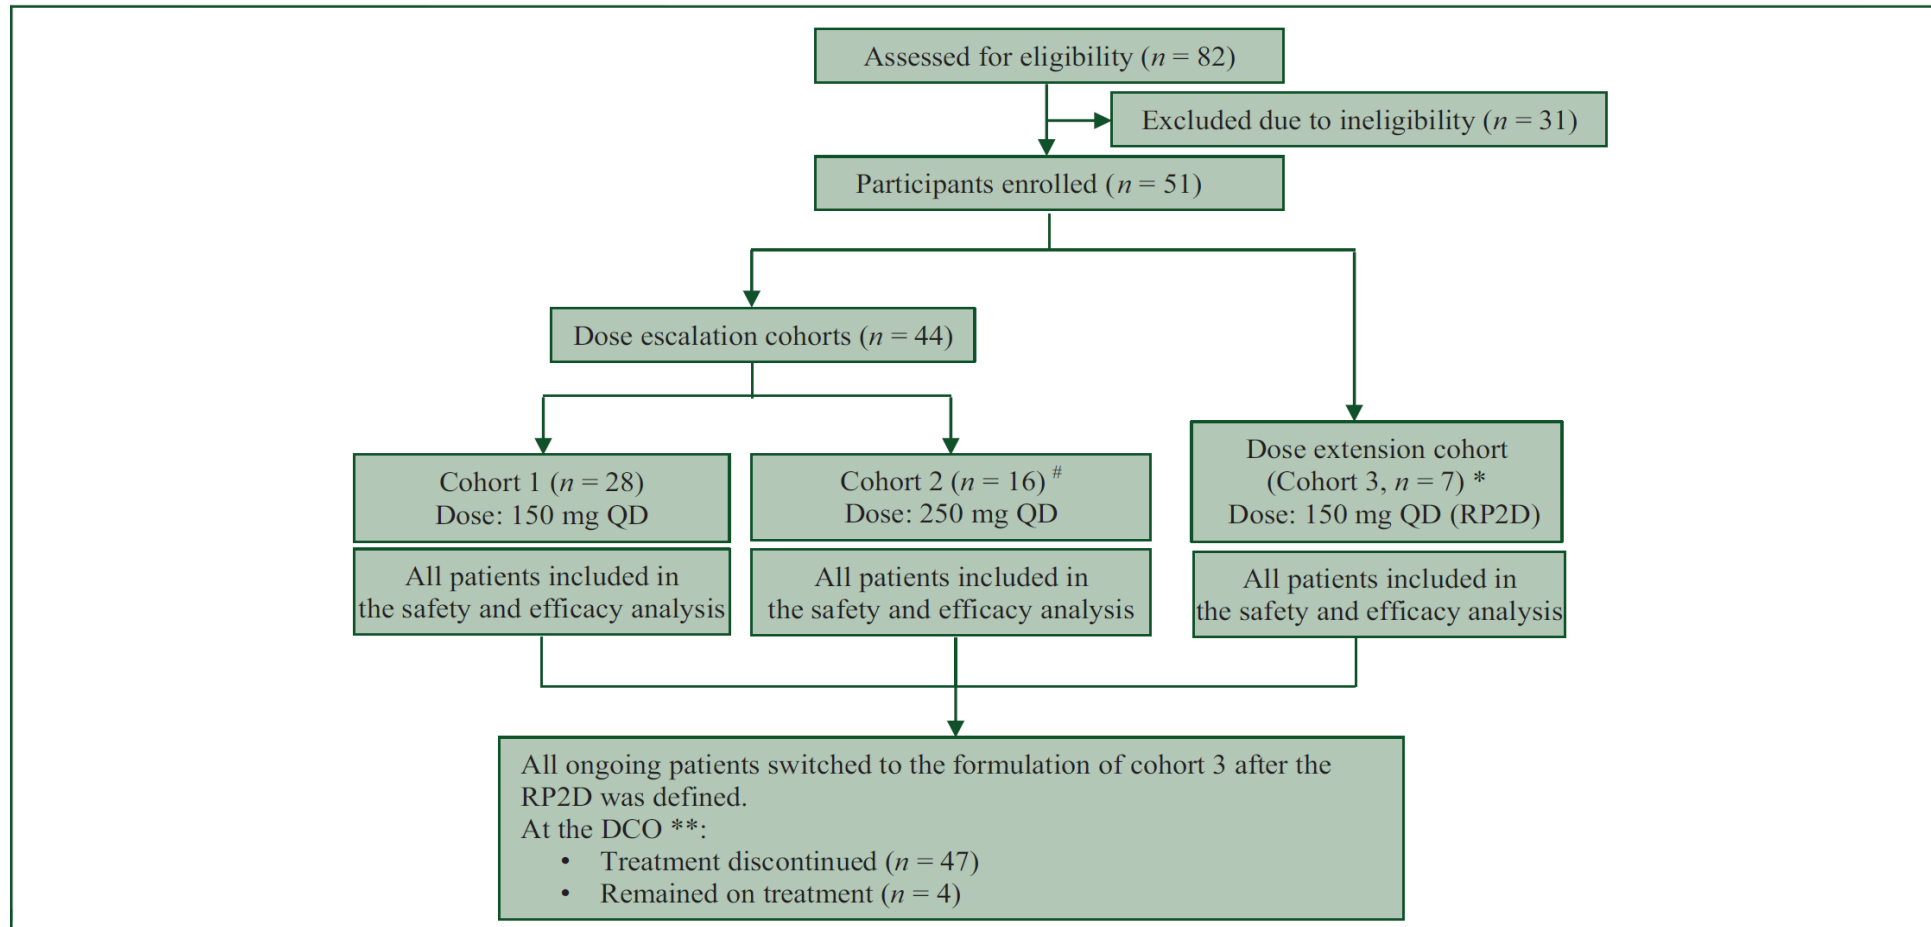 Assessed for eligibility (n = 82)
Excluded due to ineligibility (n = 31)
Participants enrolled (n = 51)
Dose escalation cohorts (n = 44)
Cohort 1 (n = 28)
Dose: 150 mg QD
All patients included in
the safety and efficacy analysis
Cohort 2 (n = 16) #
Dose: 250 mg QD
All patients included in
the safety and efficacy analysis
Dose extension cohort
(Cohort 3, n = 7) *
Dose: 150 mg QD (RP2D)
All patients included in
the safety and efficacy analysis
All ongoing patients switched to the formulation of cohort 3 after the
RP2D was defined.
At the DCO **:
• Treatment discontinued (n = 47)
• Remained on treatment (n = 4)